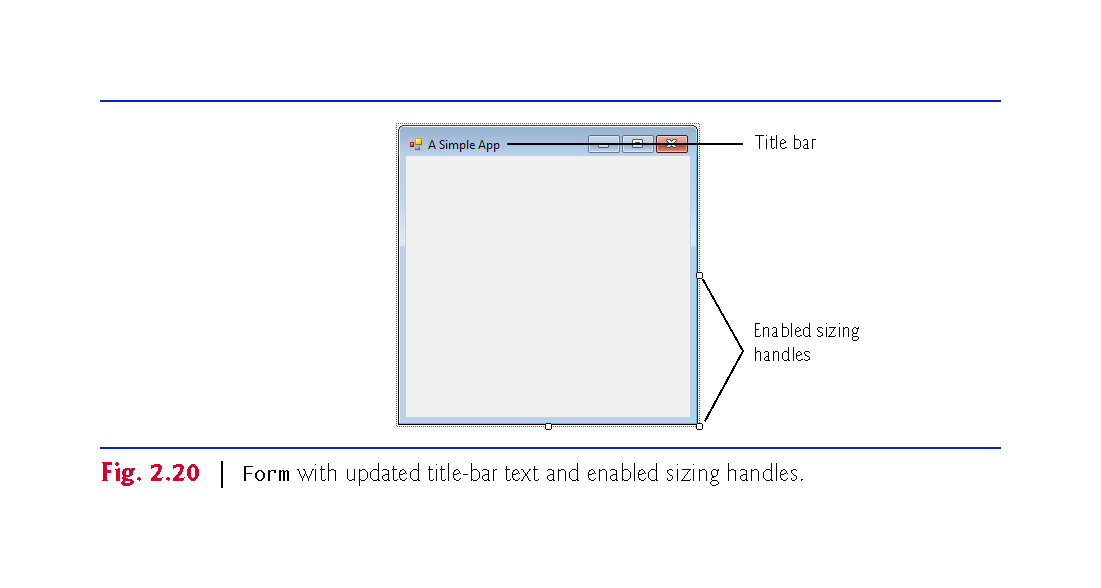 A Simple App
Title bar
Enabled sizing
handles
Fig. 2.20 | Form with updated title-bar text and enabled sizing handles.